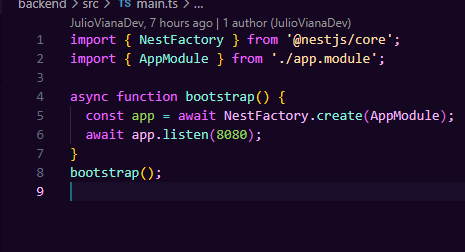 backend > src > TS main.ts > ...
JulioVianaDev, 7 hours ago | 1 author (JulioVianaDev)
1 import { NestFactory } from '@nestjs/core';
2 import { AppModule } from './app.module';
3
4 async function bootstrap() {
5   const app = await NestFactory.create(AppModule);
6   await app.listen(8080);
7 }
8 bootstrap();
9